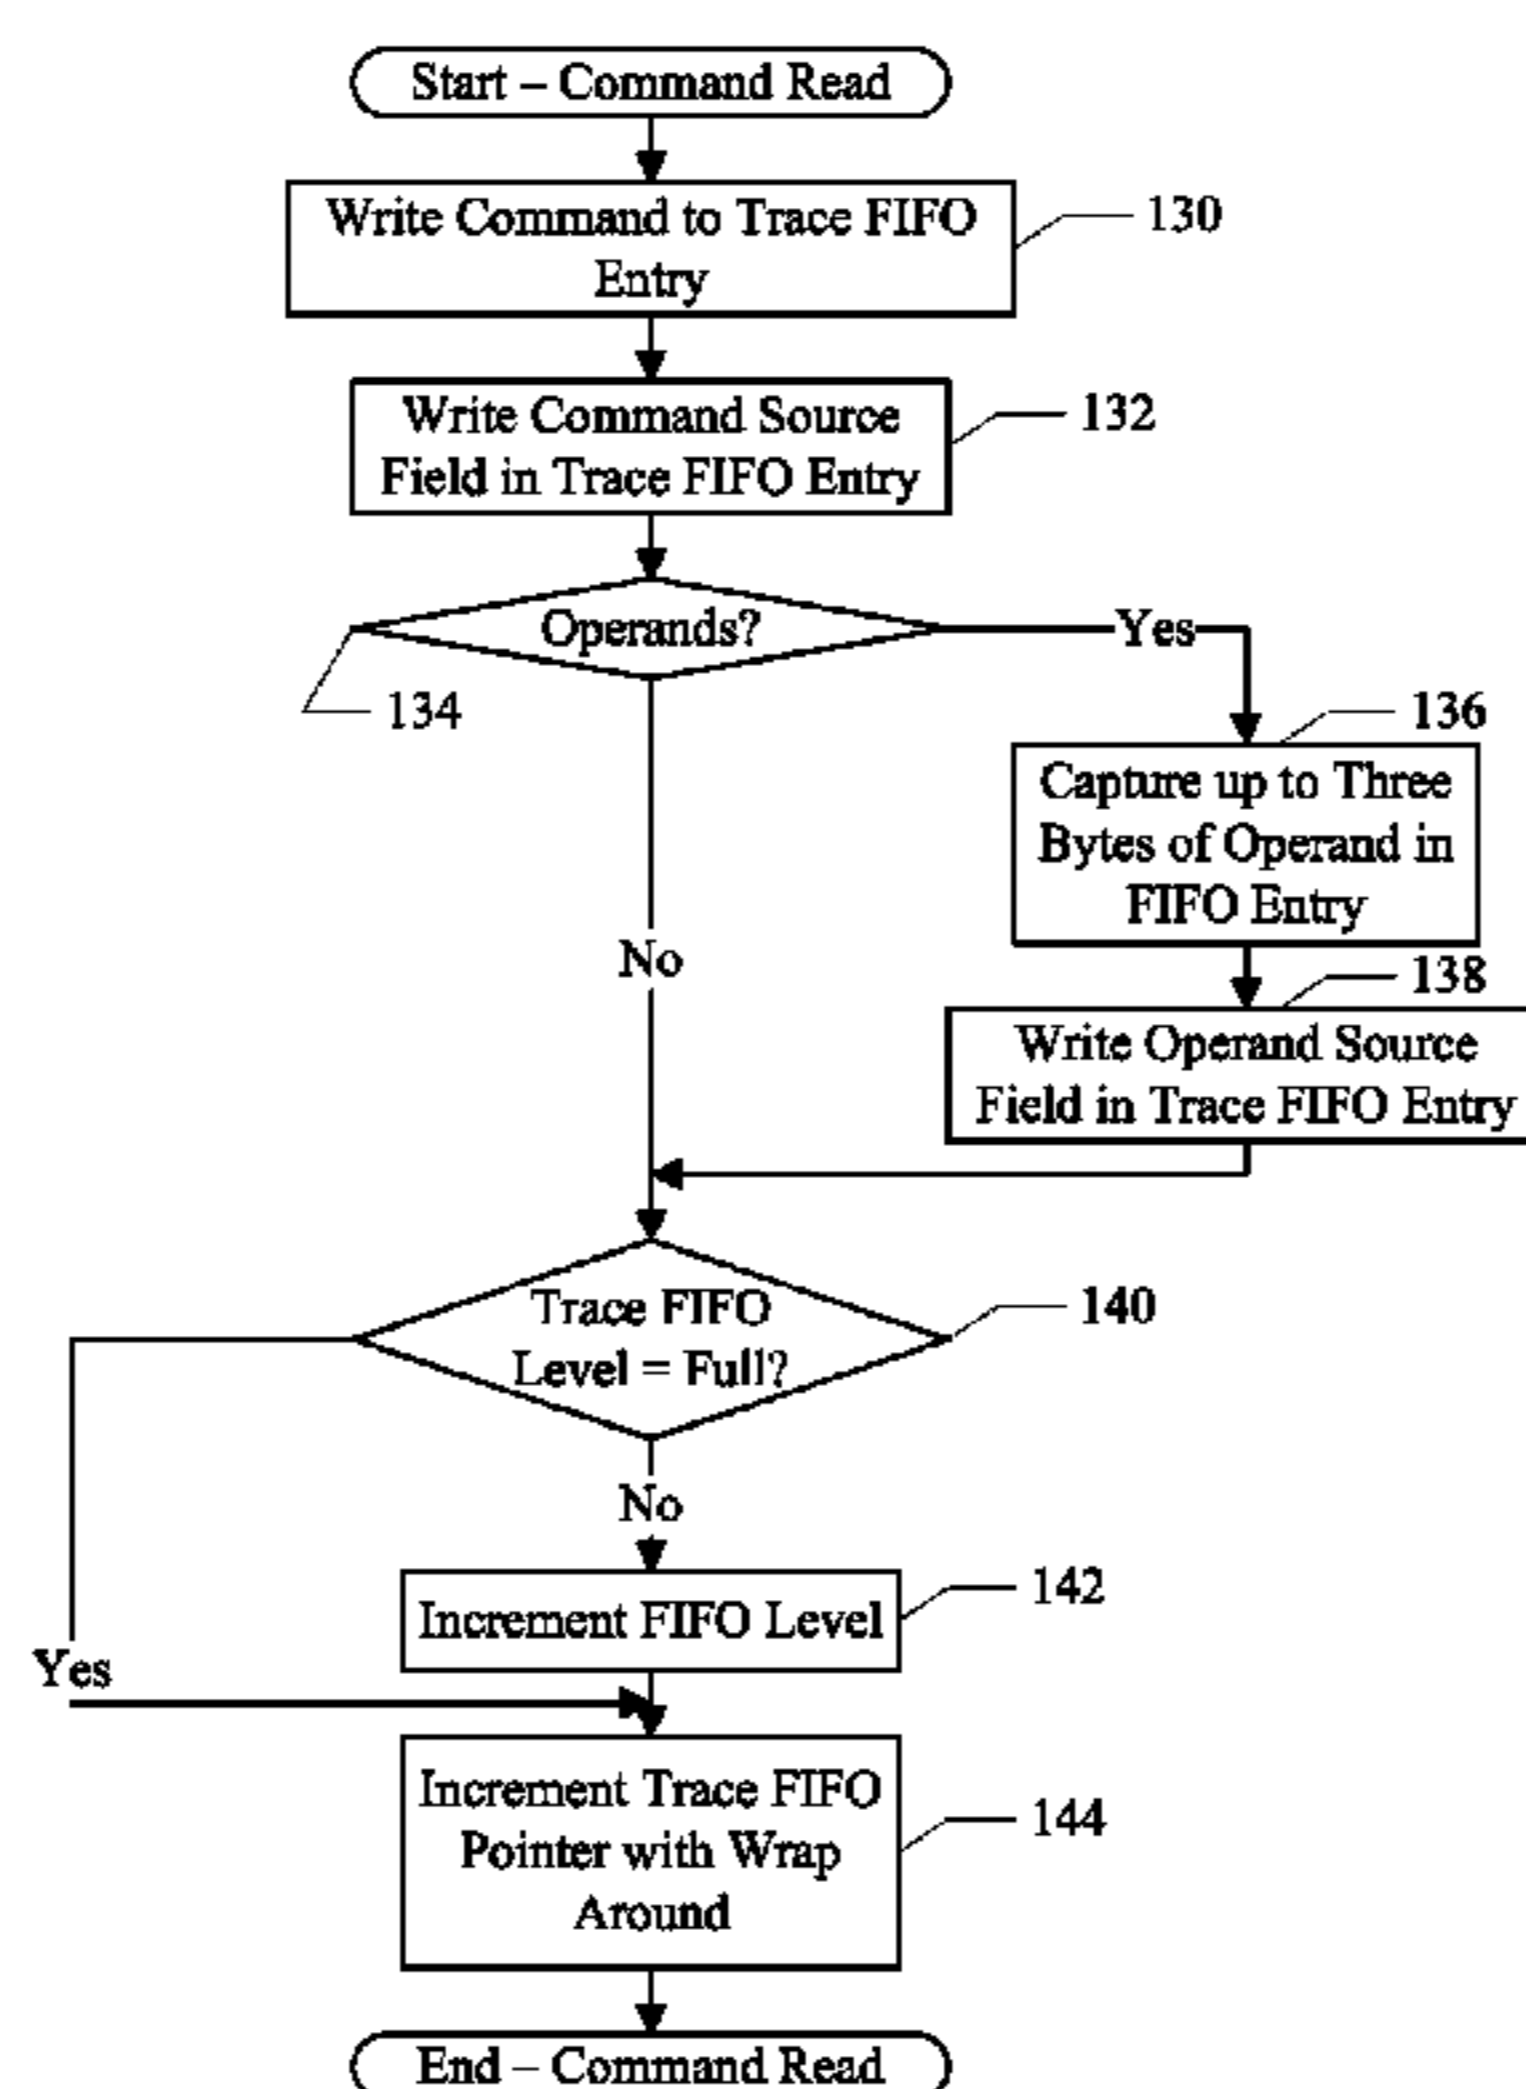 Start – Command Read
Write Command to Trace FIFO
Entry
130
Write Command Source
Field in Trace FIFO Entry
132
Operands?
Yes
134
136
Capture up to Three
Bytes of Operand in
FIFO Entry
No
138
Write Operand Source
Field in Trace FIFO Entry
Trace FIFO
Level = Full?
140
No
142
Increment FIFO Level
Yes
Increment Trace FIFO
Pointer with Wrap
Around
144
End – Command Read